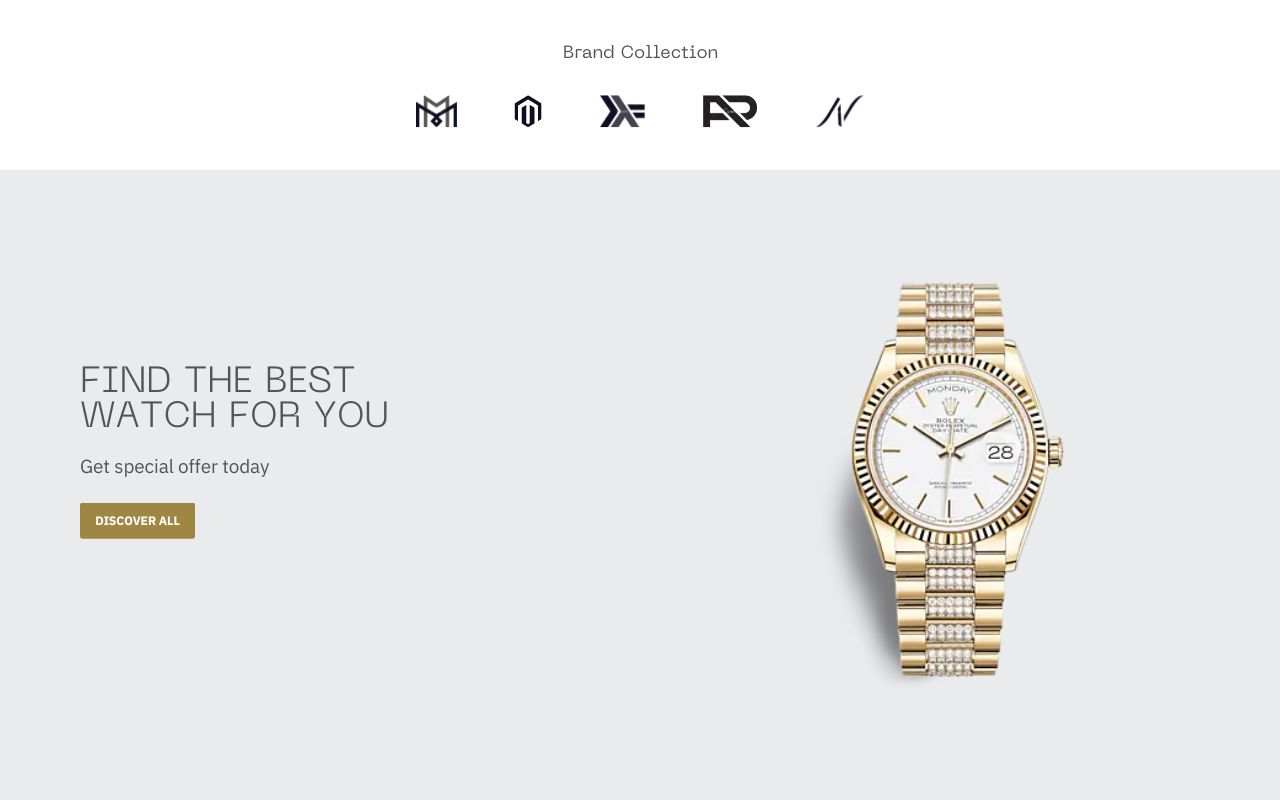 Brand Collection
FIND THE BEST
WATCH FOR YOU
Get special offer today
DISCOVER ALL
MONDAY
ROLEX
OYSTER PERPETUAL
DAY-DATE
28